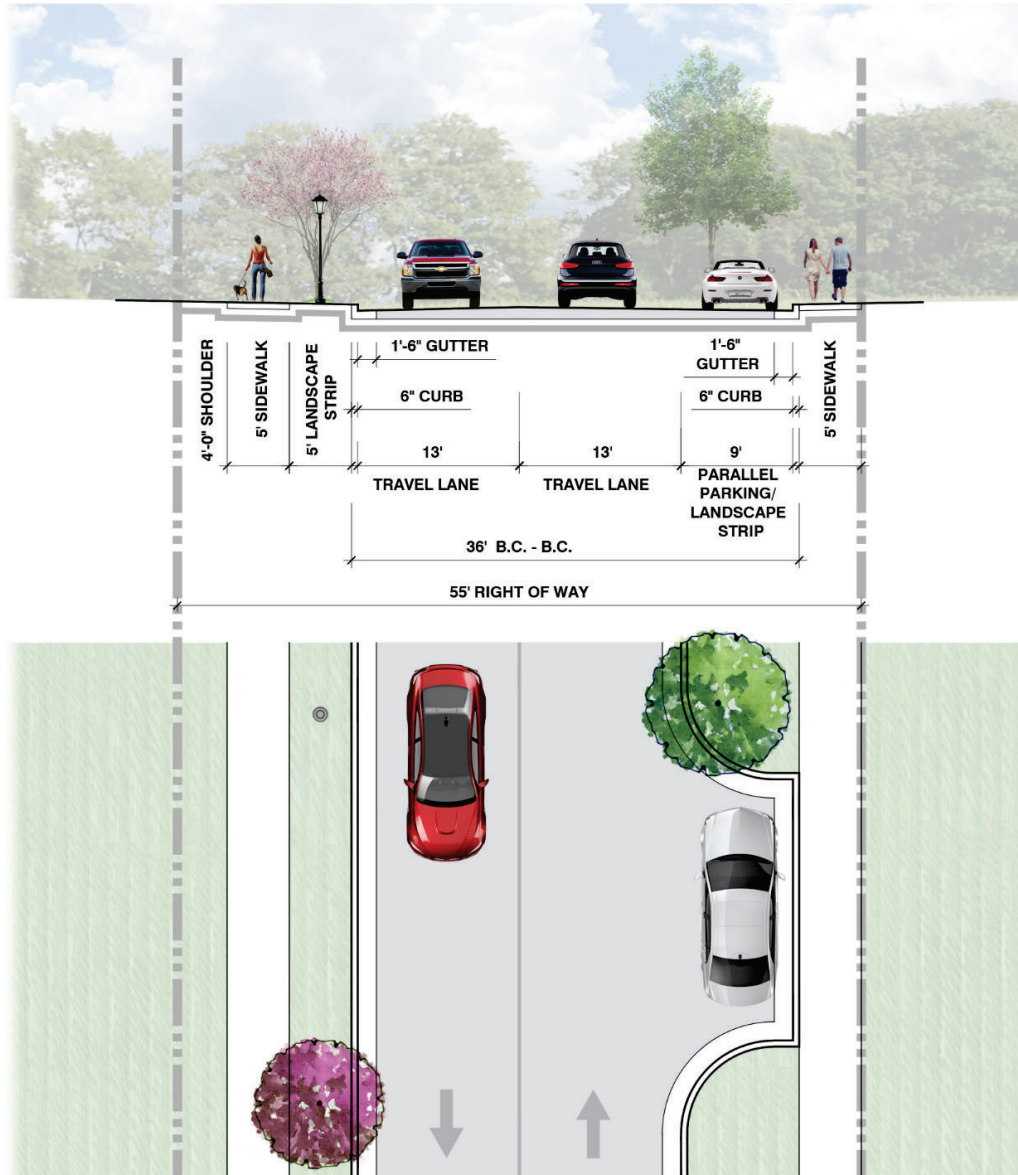 1'-6" GUTTER
1'-6"
GUTTER
6" CURB
6" CURB
4'-0" SHOULDER
5' SIDEWALK
5' LANDSCAPE
STRIP
5' SIDEWALK
13'
TRAVEL LANE
13'
TRAVEL LANE
9'
PARALLEL
PARKING/
LANDSCAPE
STRIP
36' B.C. - B.C.
55' RIGHT OF WAY